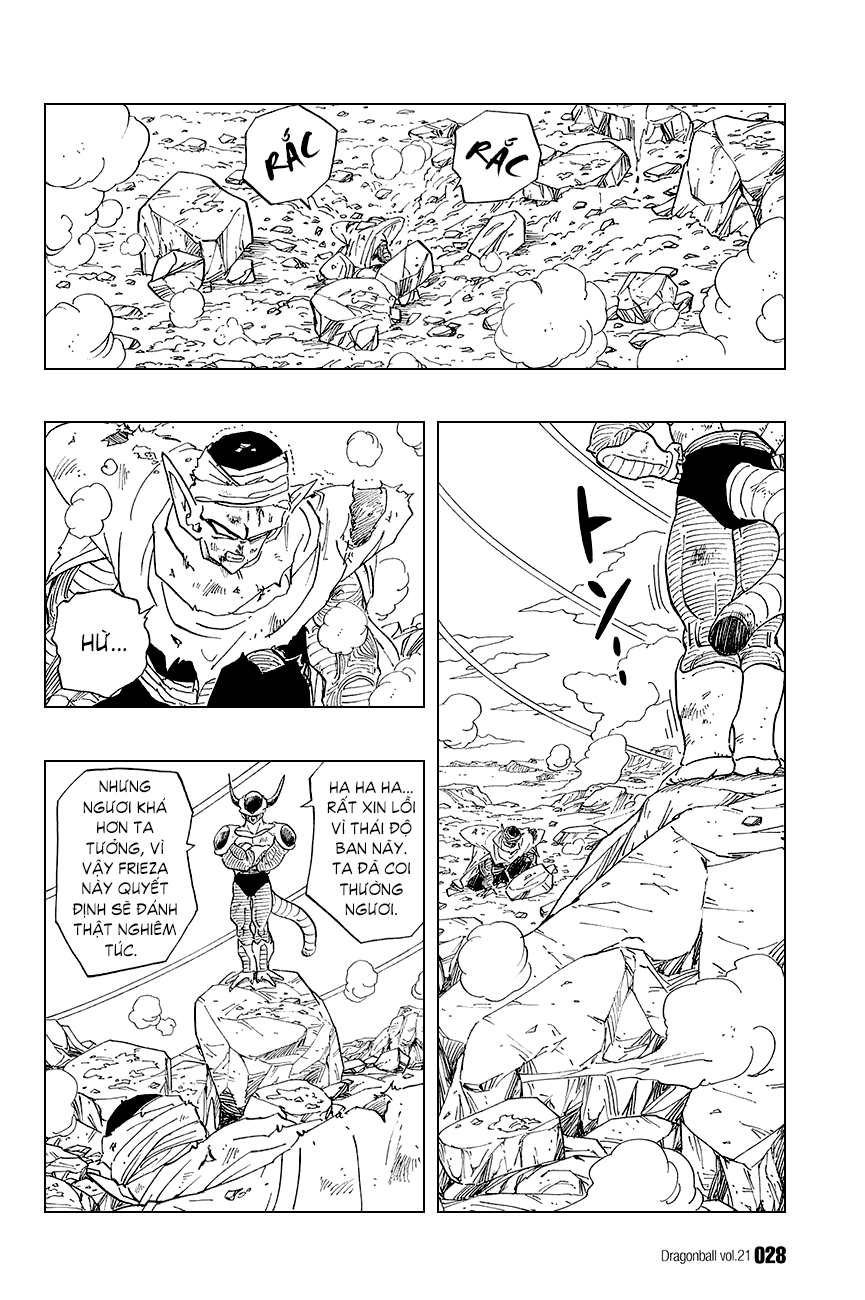 RẮC
RẮC
HỪ...
トン…
HA HA HA...
RẤT XIN LỖI
VÌ THÁI ĐỘ
BAN NÃY.
TA ĐÃ COI
THƯỜNG
NGƯƠI.
NHƯNG
NGƯƠI KHÁ
HƠN TA
TƯỞNG, VÌ
VẬY FRIEZA
NÀY QUYẾT
ĐỊNH SẼ ĐÁNH
THẬT NGHIÊM
TÚC.
Dragonball vol.21 028